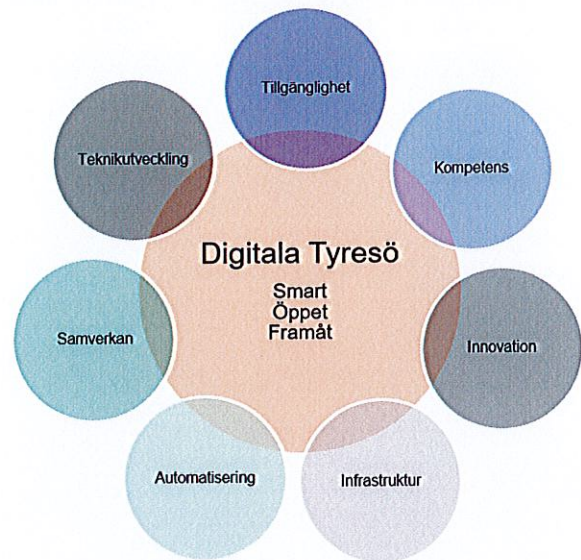 Tillgänglighet
Teknikutveckling
Kompetens
Digitala Tyresö
Smart
Öppet
Framåt
Samverkan
Innovation
Automatisering
Infrastruktur